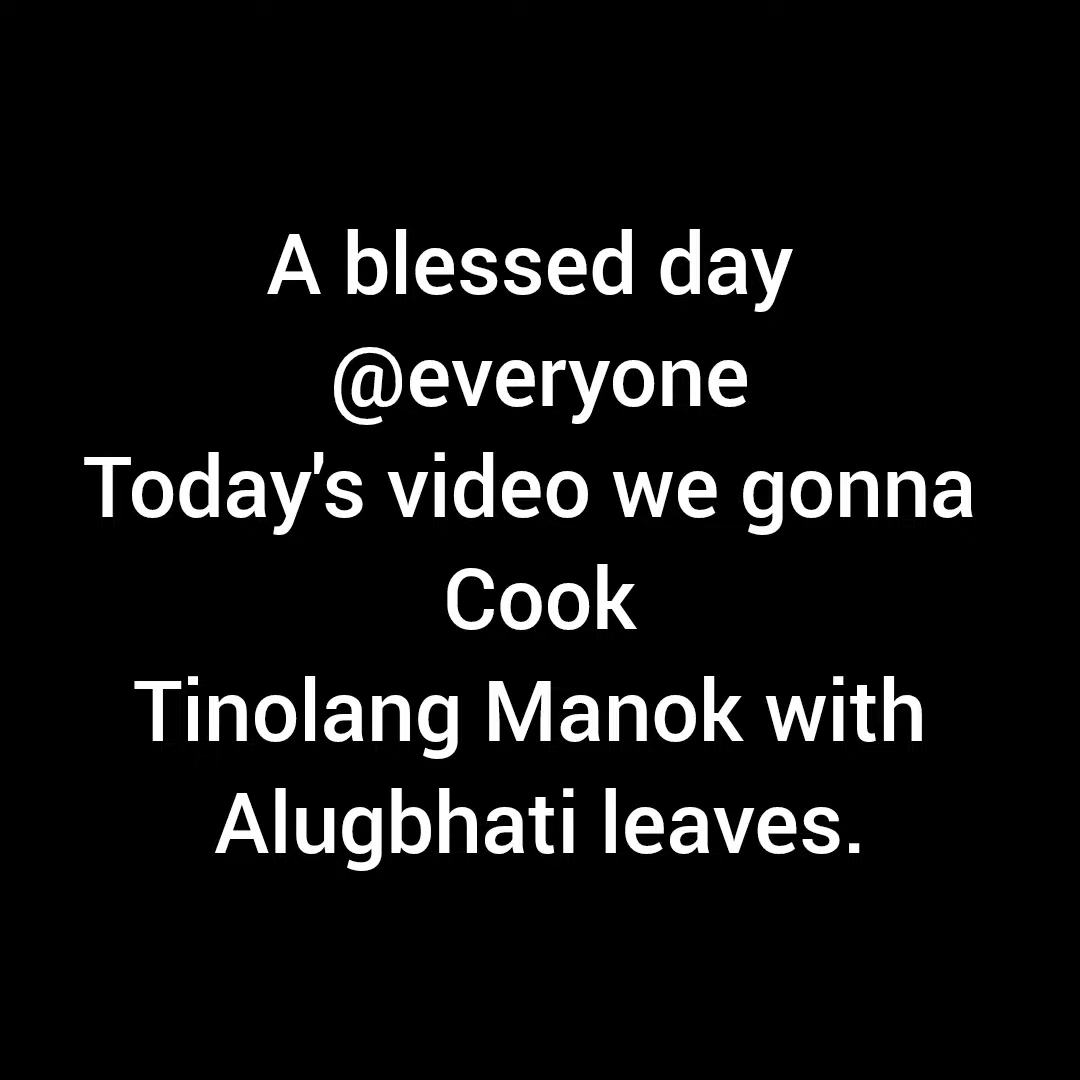 A blessed day
@everyone
Today's video we gonna
Cook
Tinolang Manok with
Alugbhati leaves.